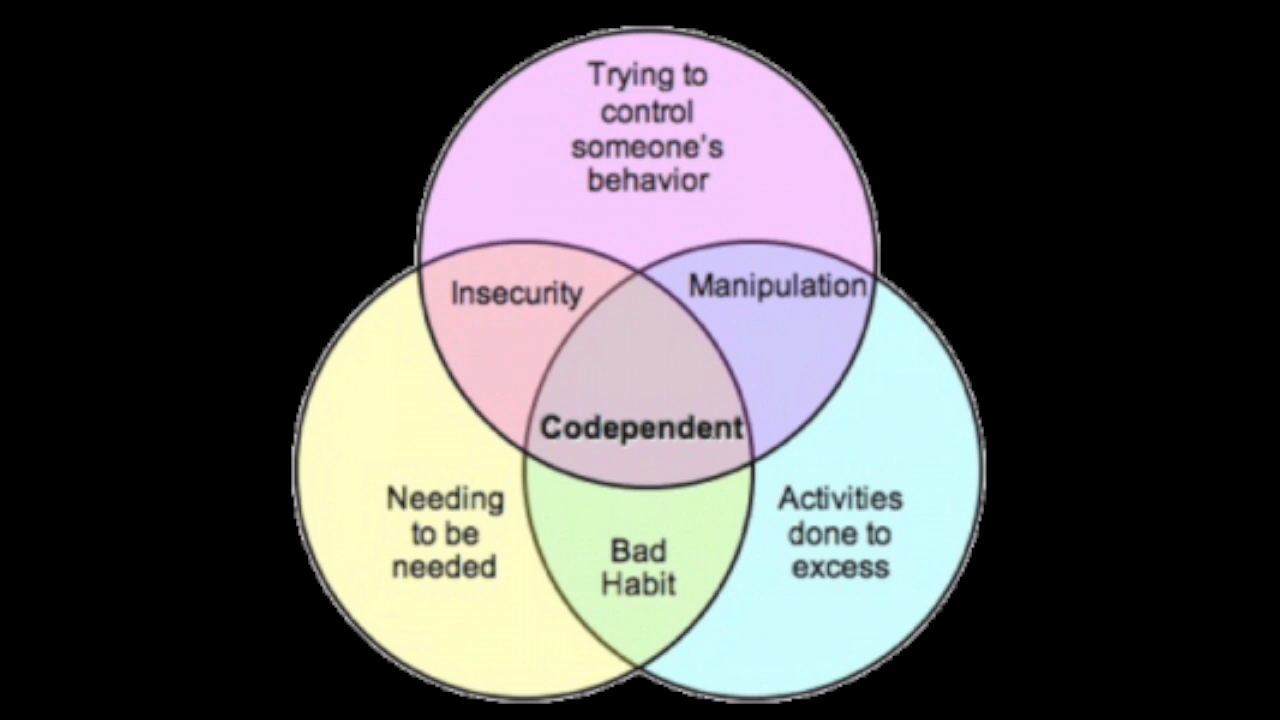 Trying to
control
someone's
behavior
Insecurity
Manipulation
Codependent
Needing
to be
needed
Bad
Habit
Activities
done to
excess